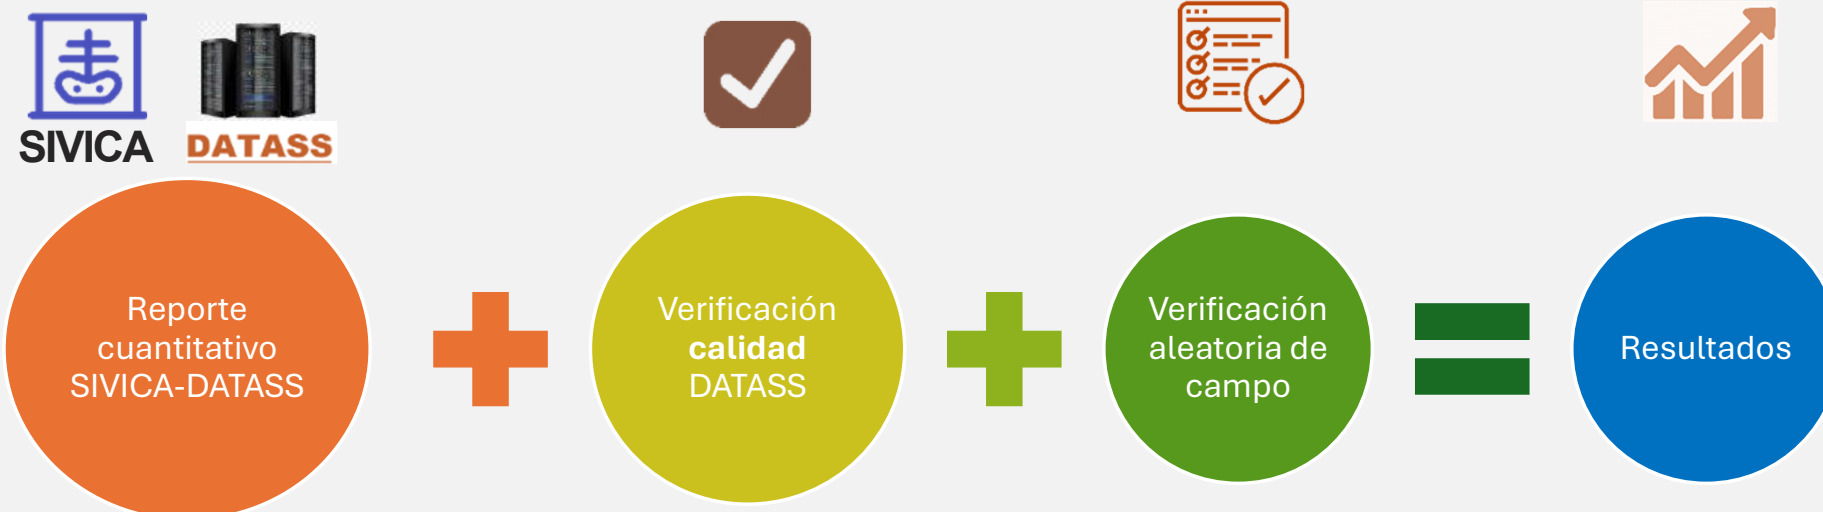 SIVICA
DATASS
Reporte
cuantitativo
SIVICA-DATASS
Verificación
calidad
DATASS
Verificación
aleatoria de
campo
Resultados